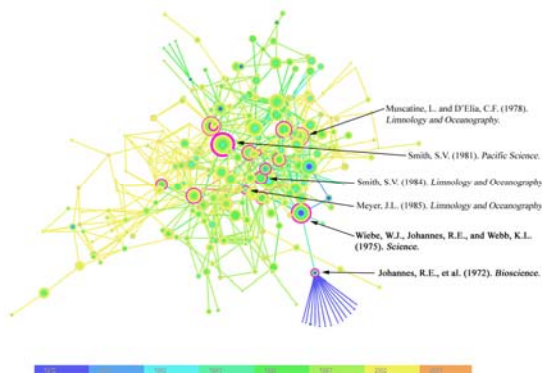 Muscatine, L. and D'Elia, C.F. (1978).
Limnology and Oceanography.
Smith, S.V. (1981). Pacific Science.
Smith, S.V. (1984). Limnology and Oceanography
Meyer, J.L. (1985). Limnology and Oceanography
Wiebe, W.J., Johannes, R.E., and Webb, K.L.
(1975). Science.
Johannes, R.E., et al. (1972). Bioscience.